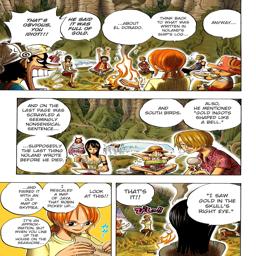 ANYWAY...
THINK BACK
TO WHAT WAS
WRITTEN IN
NOLAND'S
SHIP'S LOG...
...ABOUT
EL DORADO.
HE SAID
IT WAS
FULL OF
GOLD.
THAT'S
OBVIOUS,
YOU
IDIOT!!!
ALSO,
HE MENTIONED
"GOLD INGOTS
SHAPED
LIKE A
BELL".
AND
SOUTH BIRDS.
AND ON THE
LAST PAGE
WAS
SCRAWLED A
SEEMINGLY
NONSENSICAL
SENTENCE...
...SUPPOSEDLY
THE LAST THING
NOLAND
WROTE BEFORE
HE DIED.
"I SAW
GOLD IN
THE
SKULL'S
RIGHT EYE."
THAT'S
IT!!
LOOK AT
THIS!!
I
RESCALED
A MAP
OF JAYA
THAT ROBIN
PICKED UP...
AND
PAIRED IT
WITH AN
OLD MAP OF
SKYPIEA.
IT'S AN
APPROX-
IMATION,
BUT WHEN
YOU LINE UP
THE HOUSE ON
THE SEASHORE...